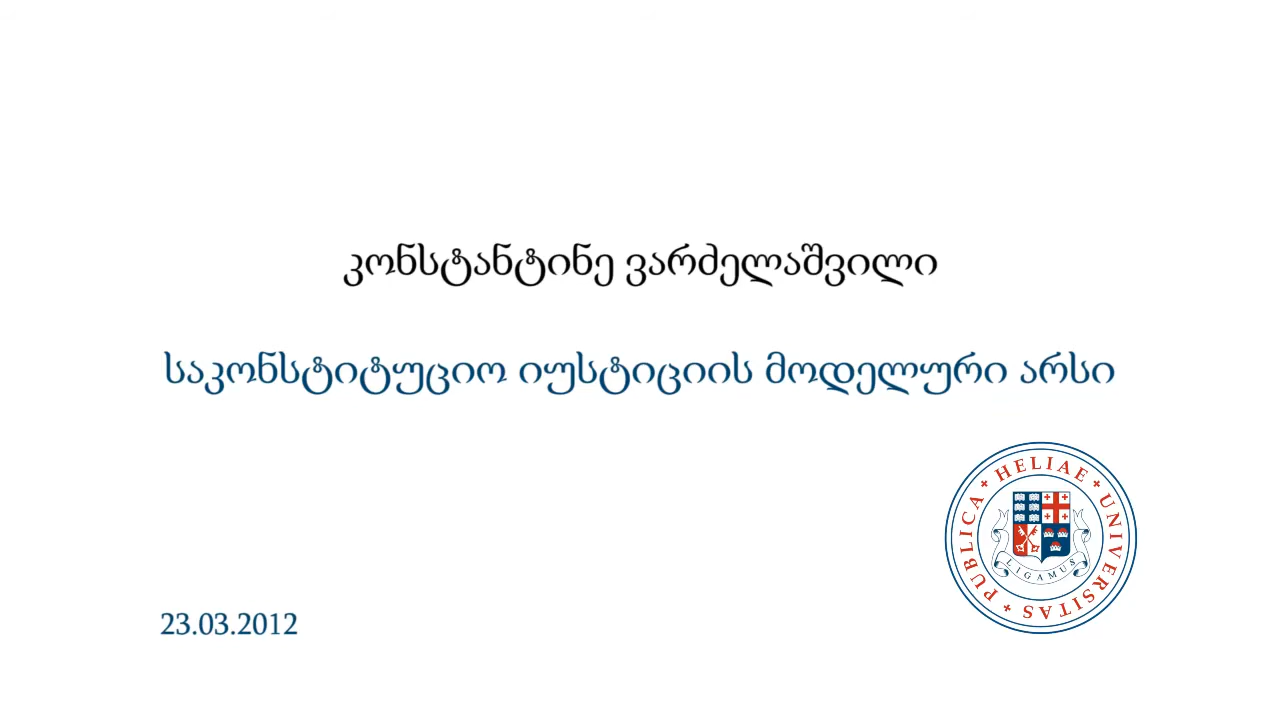 კონსტანტინე ვარძელაშვილი
საკონსტიტუციო იუსტიციის მოდელური არსი
PUBLICA + HELIAE + UNIVERSITAS +
LIGAMUS
23.03.2012